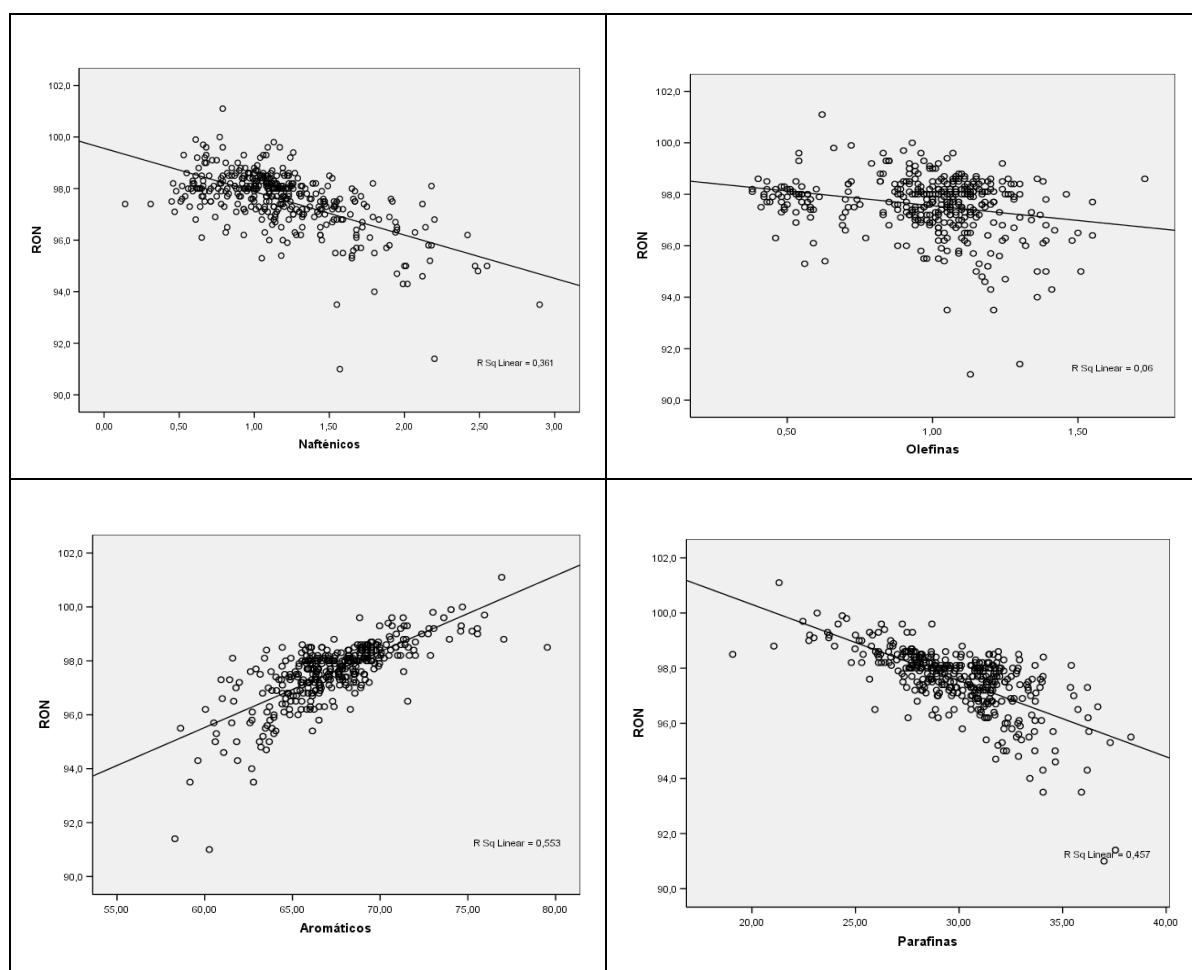 102,0
100,0
98,0
96,0
94,0
92,0
90,0
RON
R Sq Linear = 0,361
0,00 0,50 1,00 1,50 2,00 2,50 3,00
Nafténicos
102,0
100,0
98,0
96,0
94,0
92,0
90,0
RON
R Sq Linear = 0,06
0,50 1,00 1,50
Olefinas
102,0
100,0
98,0
96,0
94,0
92,0
90,0
RON
R Sq Linear = 0,553
55,00 60,00 65,00 70,00 75,00 80,00
Aromáticos
102,0
100,0
98,0
96,0
94,0
92,0
90,0
RON
R Sq Linear = 0,457
20,00 25,00 30,00 35,00 40,00
Parafinas